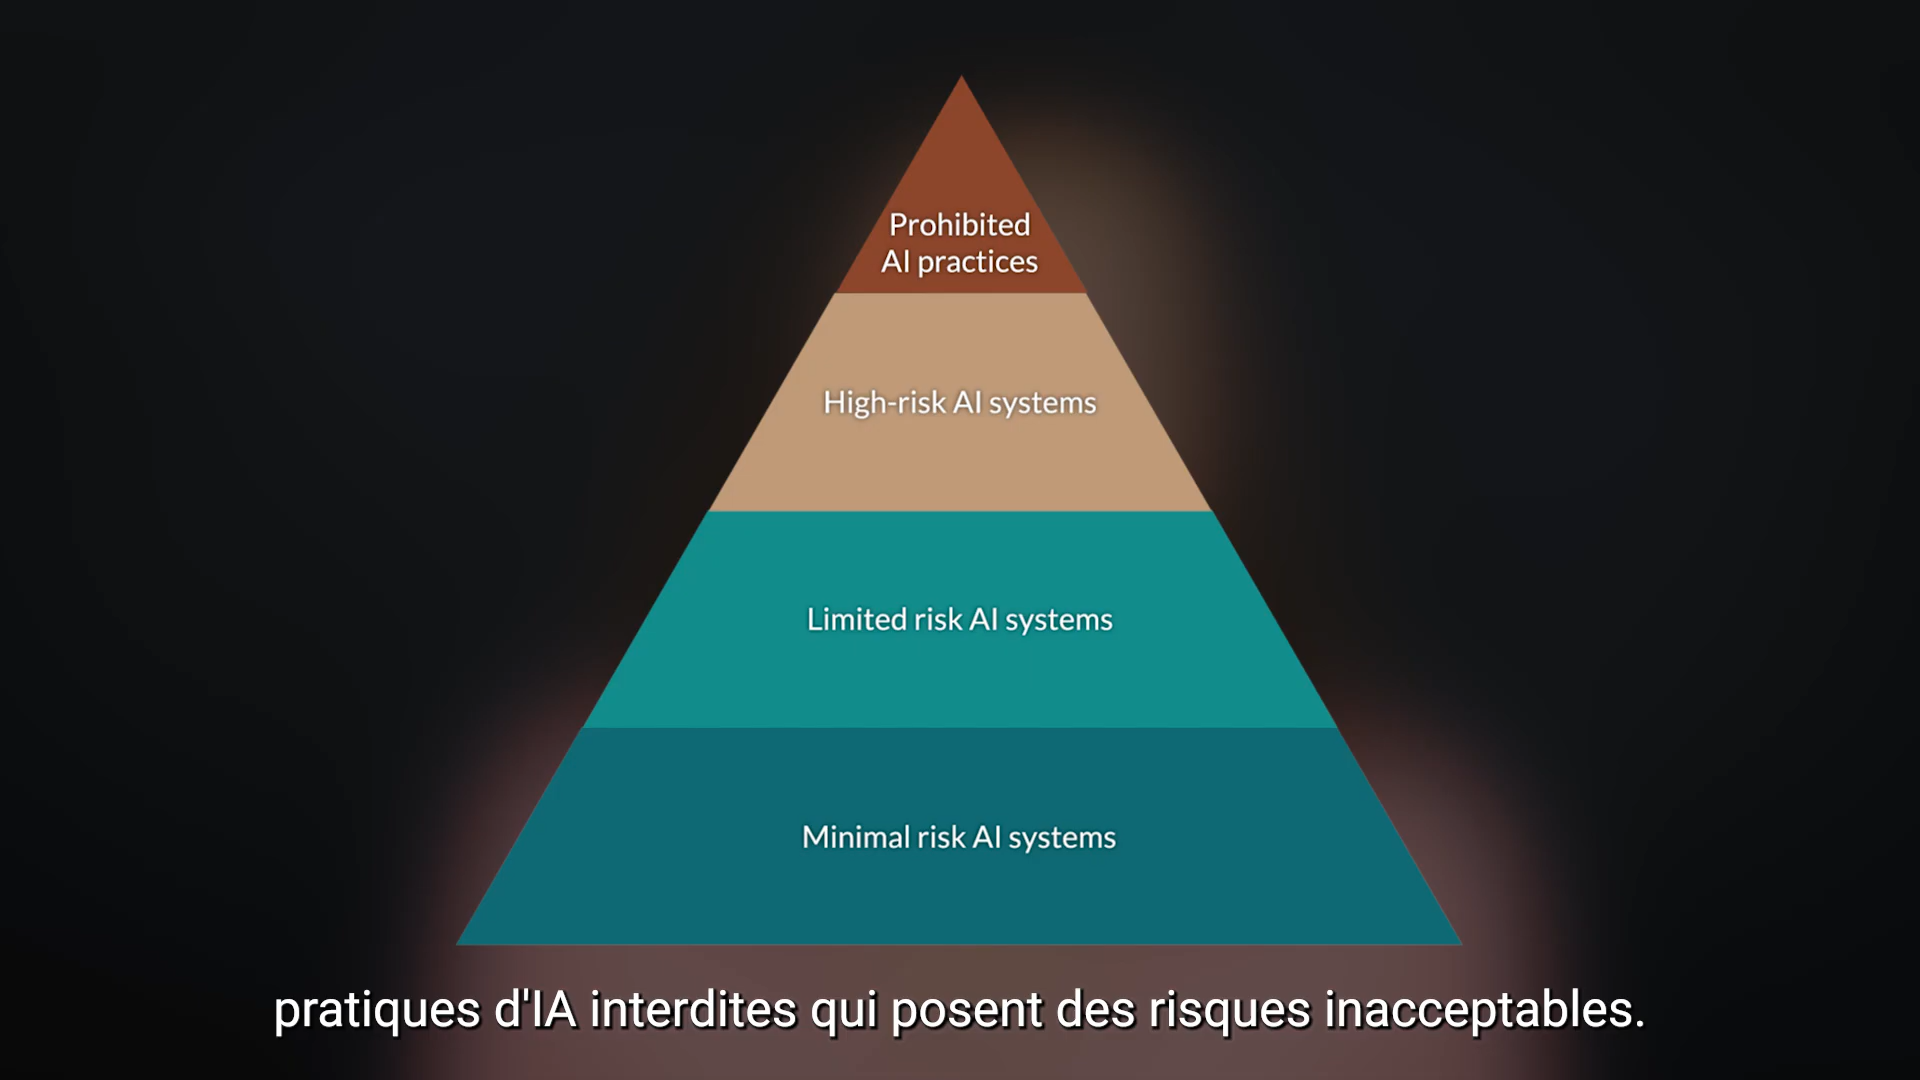 Prohibited
AI practices
High-risk AI systems
Limited risk AI systems
Minimal risk AI systems
pratiques d'IA interdites qui posent des risques inacceptables.